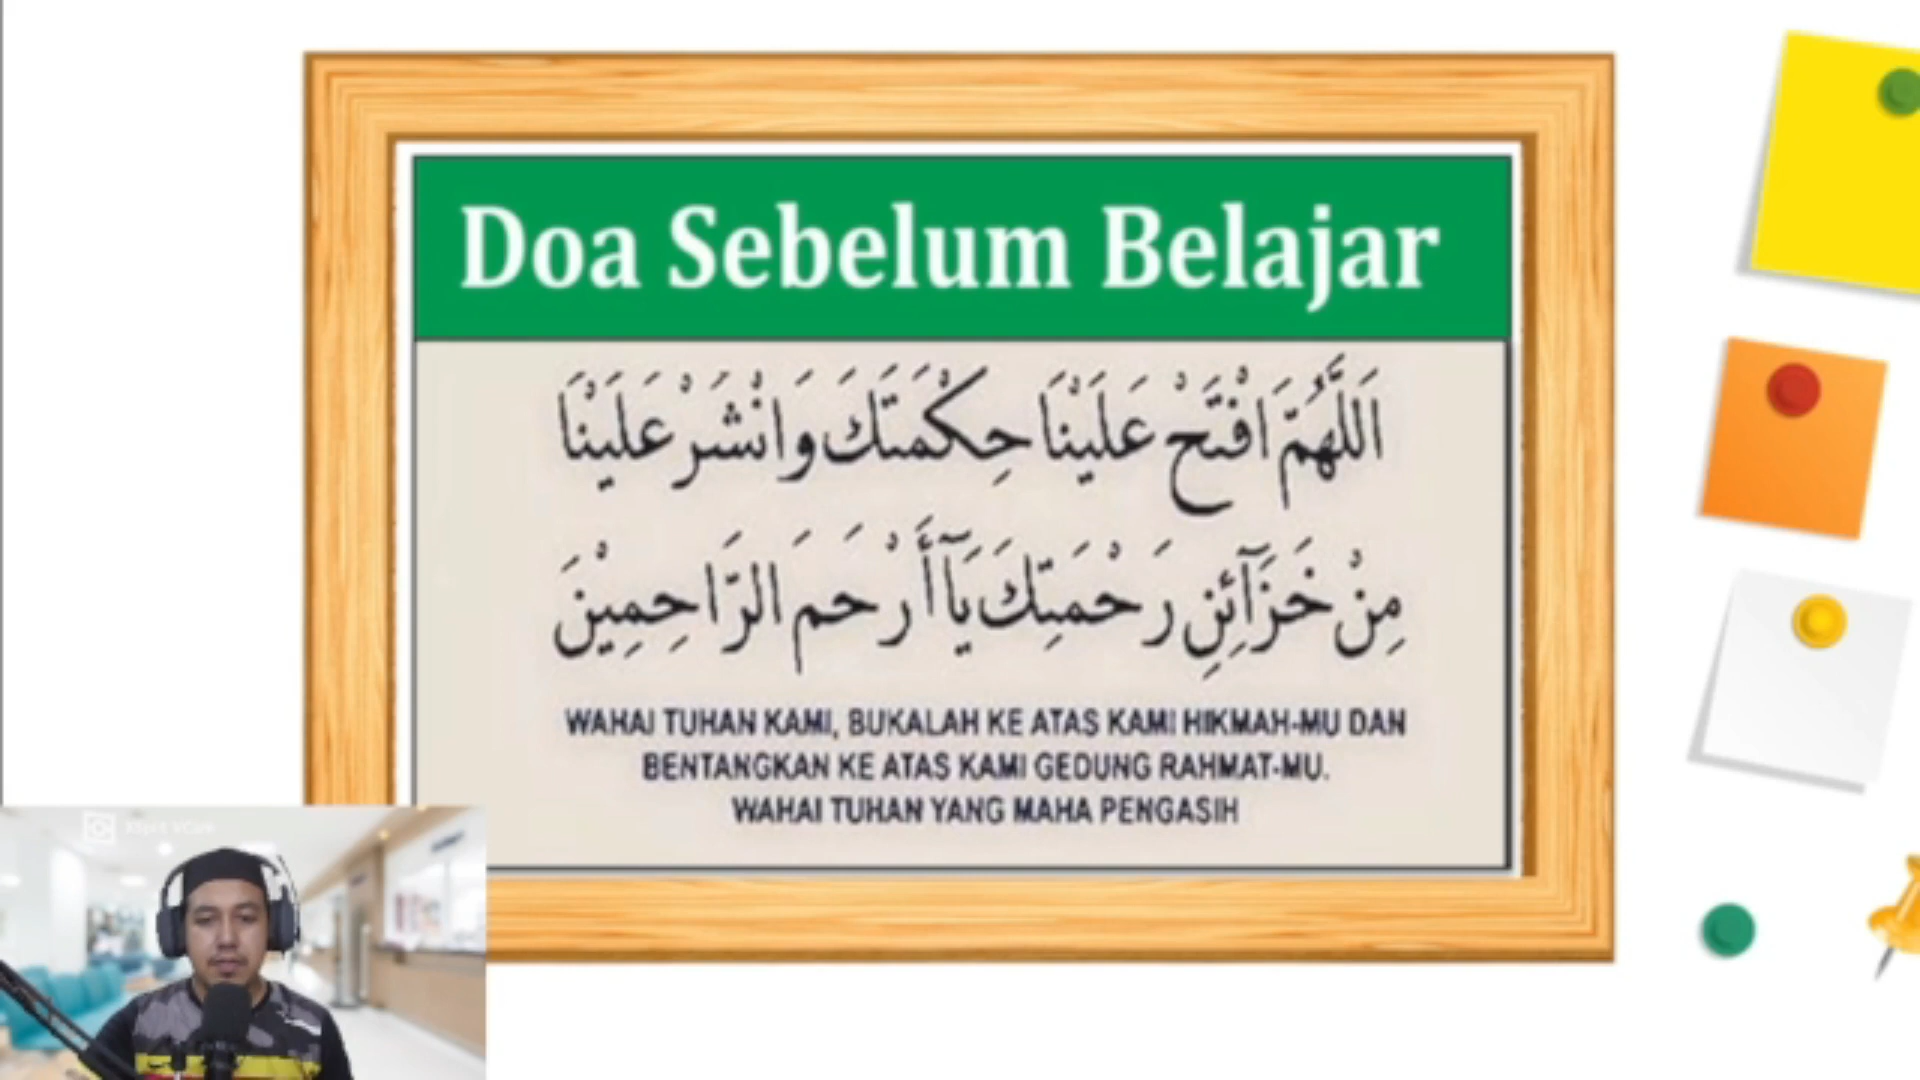 Doa Sebelum Belajar
اَللَّهُمَّ افْتَحْ عَلَيْنَا حِكْمَتَكَ وَانْشُرْ عَلَيْنَا
مِنْ خَزَآئِنِ رَحْمَتِكَ يَآ أَرْحَمَ الرَّاحِمِيْنَ
WAHAI TUHAN KAMI, BUKALAH KE ATAS KAMI HIKMAH-MU DAN
BENTANGKAN KE ATAS KAMI GEDUNG RAHMAT-MU.
WAHAI TUHAN YANG MAHA PENGASIH